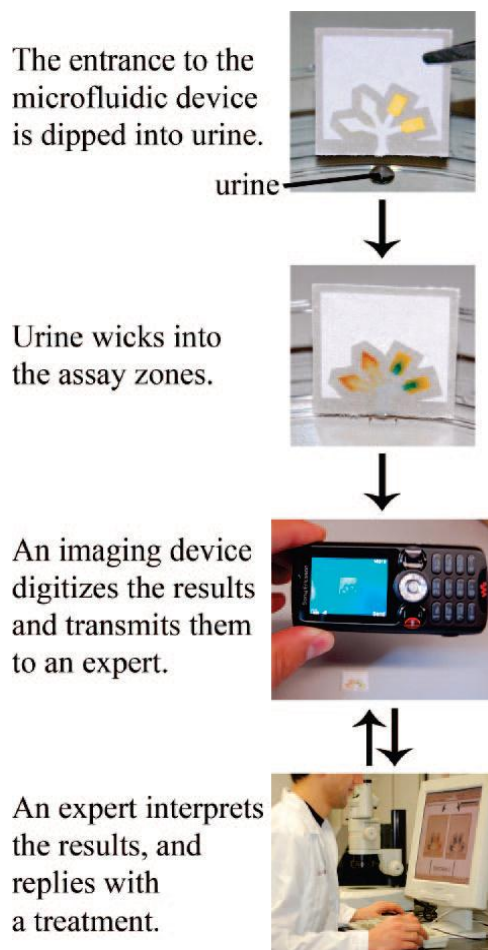 The entrance to the
microfluidic device
is dipped into urine.
urine
Urine wicks into
the assay zones.
An imaging device
digitizes the results
and transmits them
to an expert.
An expert interprets
the results, and
replies with
a treatment.